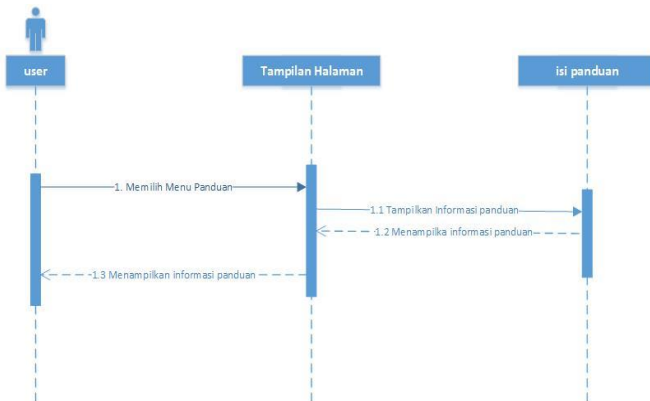 user
Tampilan Halaman
isi panduan
1. Memilih Menu Panduan
1.1 Tampilkan Informasi panduan
1.2 Menampilka informasi panduan
1.3 Menampilkan informasi panduan